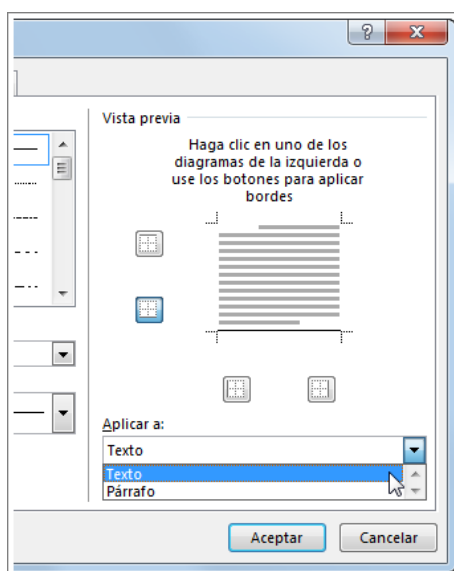 Vista previa
Haga clic en uno de los
diagramas de la izquierda o
use los botones para aplicar
bordes
Aplicar a:
Texto
Texto
Párrafo
Aceptar
Cancelar